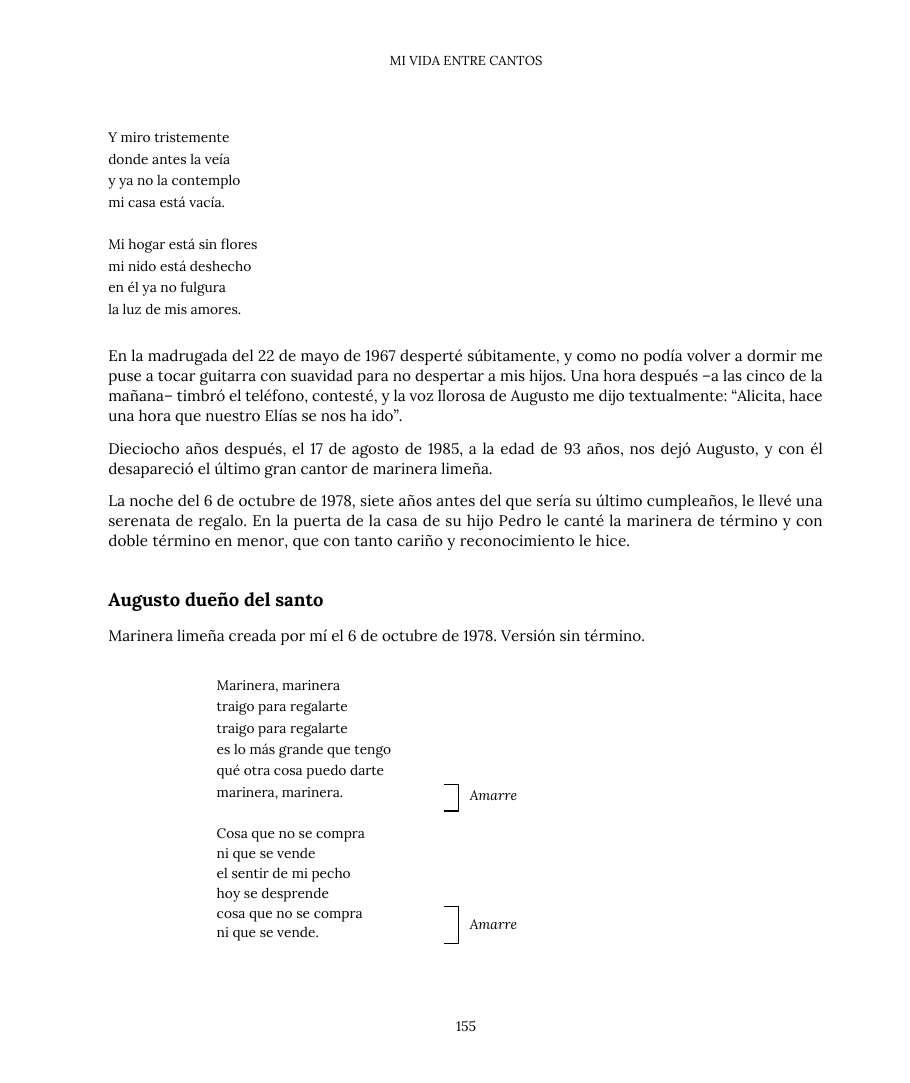 MI VIDA ENTRE CANTOS
Y miro tristemente
donde antes la veía
y ya no la contemplo
mi casa está vacía.
Mi hogar está sin flores
mi nido está deshecho
en él ya no fulgura
la luz de mis amores.
En la madrugada del 22 de mayo de 1967 desperté súbitamente, y como no podía volver a dormir me
puse a tocar guitarra con suavidad para no despertar a mis hijos. Una hora después –a las cinco de la
mañana– timbró el teléfono, contesté, y la voz llorosa de Augusto me dijo textualmente: “Alicita, hace
una hora que nuestro Elías se nos ha ido”.
Dieciocho años después, el 17 de agosto de 1985, a la edad de 93 años, nos dejó Augusto, y con él
desapareció el último gran cantor de marinera limeña.
La noche del 6 de octubre de 1978, siete años antes del que sería su último cumpleaños, le llevé una
serenata de regalo. En la puerta de la casa de su hijo Pedro le canté la marinera de término y con
doble término en menor, que con tanto cariño y reconocimiento le hice.
Augusto dueño del santo
Marinera limeña creada por mí el 6 de octubre de 1978. Versión sin término.
Marinera, marinera
traigo para regalarte
traigo para regalarte
es lo más grande que tengo
qué otra cosa puedo darte
marinera, marinera.
Amarre
Cosa que no se compra
ni que se vende
el sentir de mi pecho
hoy se desprende
cosa que no se compra
ni que se vende.
Amarre
155